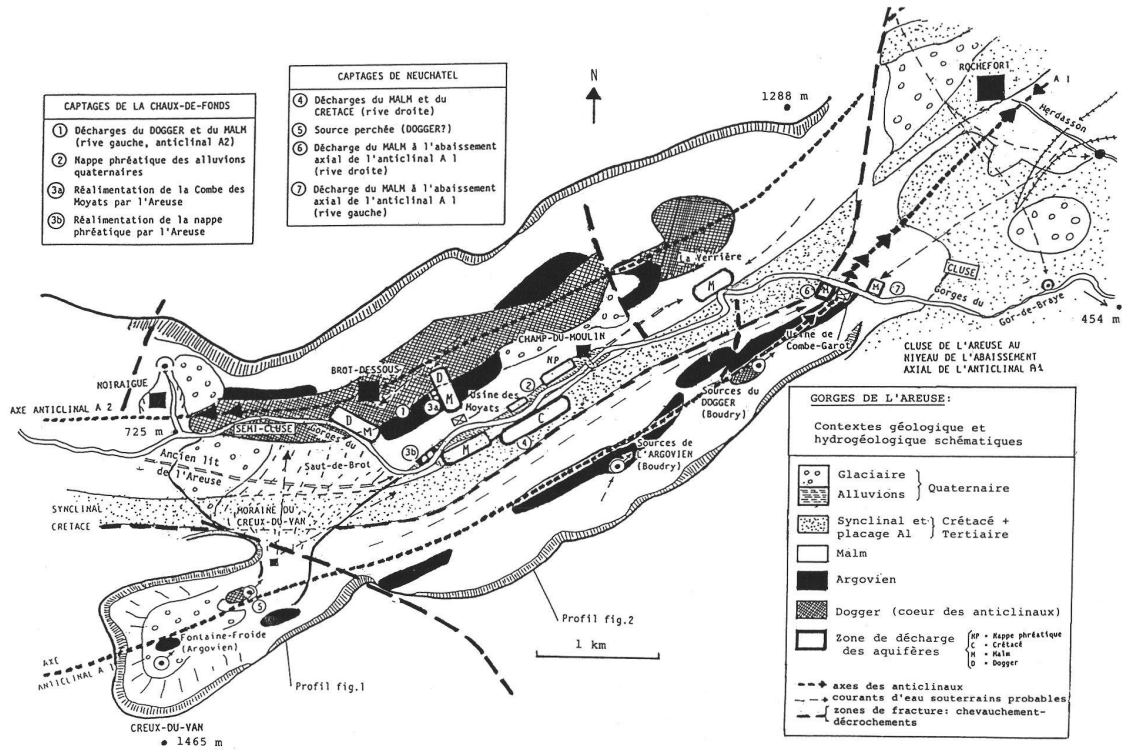 CAPTAGES DE LA CHAUX-DE-FONDS
1 Décharges du DOGGER et du MALM
(rive gauche, anticlinal A2)
2 Nappe phréatique des alluvions
quaternaires
3a Réalimentation de la Combe des
Moyats par l'Areuse
3b Réalimentation de la nappe
phréatique par l'Areuse
CAPTAGES DE NEUCHATEL
4 Décharges du MALM et du
CRETACE (rive droite)
5 Source perchée (DOGGER?)
6 Décharge du MALM à l'abaissement
axial de l'anticlinal A 1
(rive droite)
7 Décharge du MALM à l'abaissement
axial de l'anticlinal A 1
(rive gauche)
N
1288 m
ROCHEFORT
A 1
Merdasson
La Verrière
M
CLUSE
6 M
M 7
Gorges du
Gor-de-Braye
454 m
Usine de
Combe-Garot
CLUSE DE L'AREUSE AU
NIVEAU DE L'ABAISSEMENT
AXIAL DE L'ANTICLINAL A1
CHAMP-DU-MOULIN
NP
BROT-DESSOUS
D
M
1
3a
Usine des
Moyats
2
C
4
M
D
M
3b
NOIRAIGUE
AXE ANTICLINAL A 2
725 m
SEMI-CLUSE
Gorges du
Saut-de-Brot
Ancien lit
de l'Areuse
Sources du
DOGGER
(Boudry)
Sources de
L'ARGOVIEN
(Boudry)
SYNCLINAL
CRETACE
MORAINE DU
CREUX-DU-VAN
5
Fontaine-Froide
(Argovien)
AXE
ANTICLINAL A 1
Profil fig.1
Profil fig.2
1 km
CREUX-DU-VAN
1465 m
GORGES DE L'AREUSE:
Contextes géologique et
hydrogéologique schématiques
Glaciaire
Alluvions
Quaternaire
Synclinal et
placage A1
Crétacé +
Tertiaire
Malm
Argovien
Dogger (coeur des anticlinaux)
Zone de décharge
des aquifères
NP = Nappe phréatique
C = Crétacé
M = Malm
D = Dogger
axes des anticlinaux
courants d'eau souterrains probables
zones de fracture: chevauchement-
décrochements